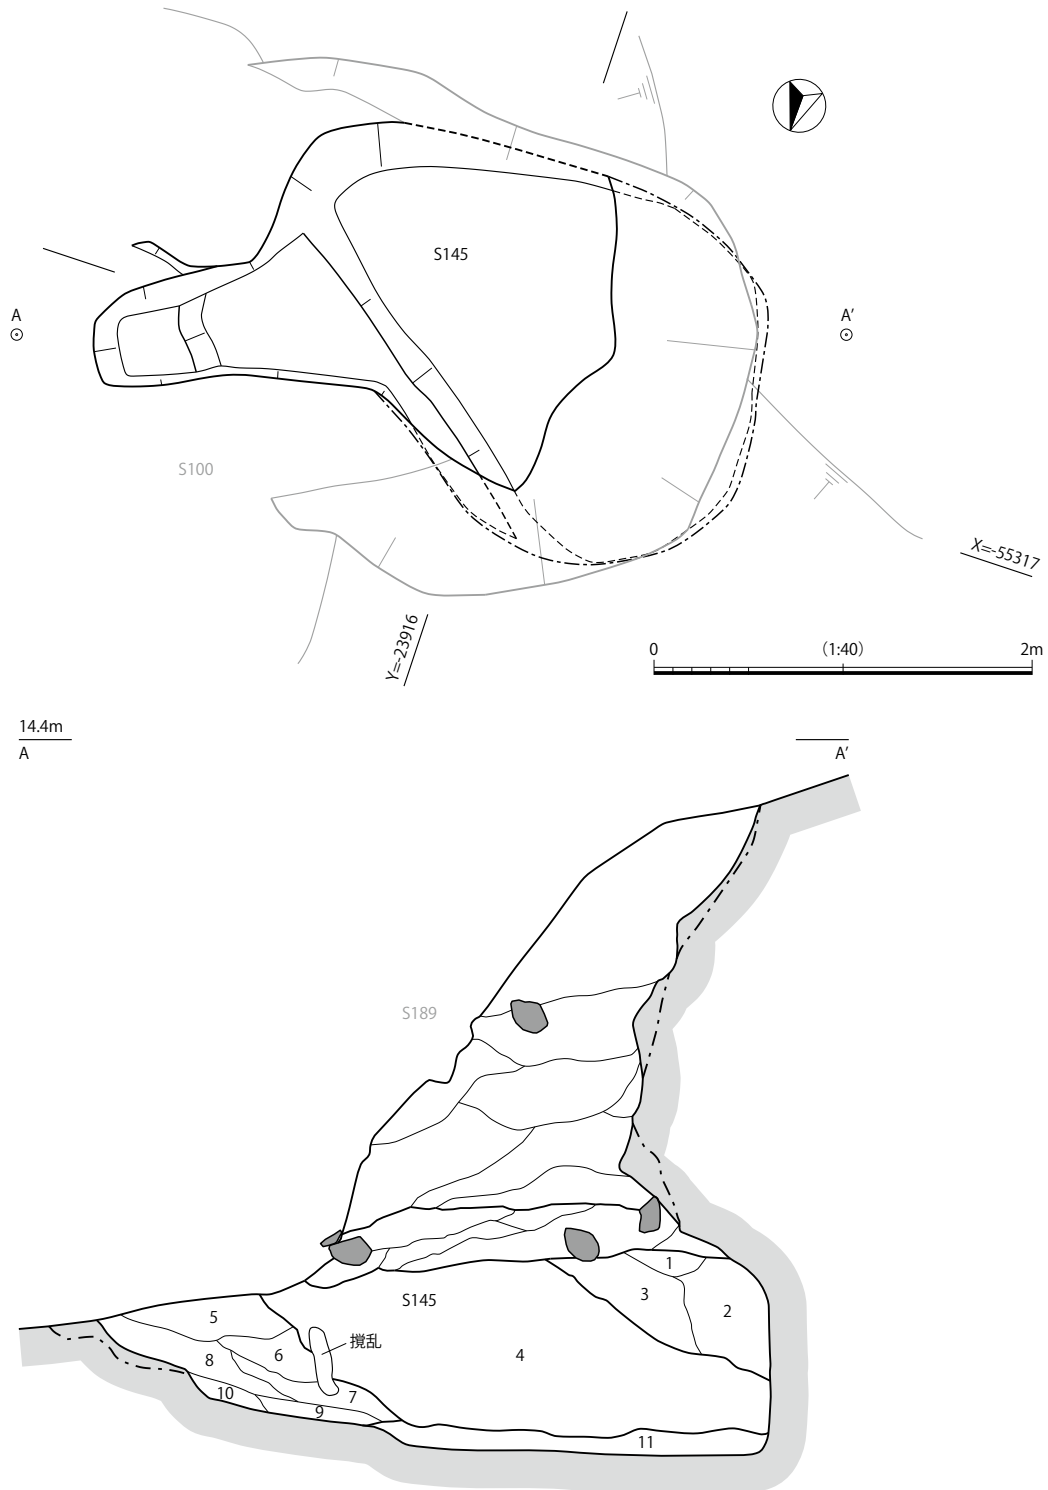 S145
A
A′
S100
X=-55317
Y=-23916
0 （1:40） 2m
14.4m
A
A′
S189
1
S145
3
2
5
撹乱
4
6
8
7
10
9
11